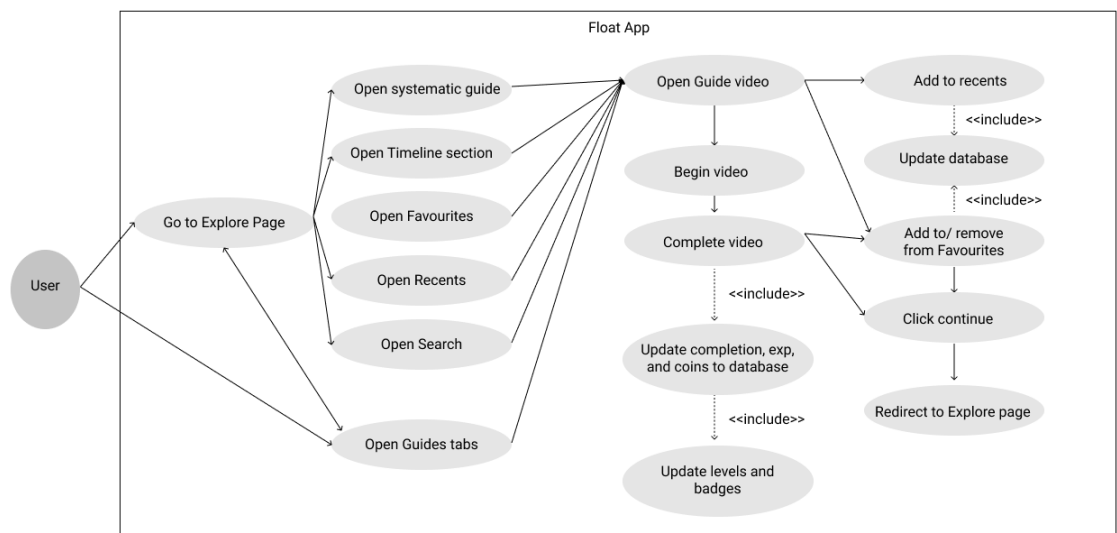 Float App
User
Go to Explore Page
Open systematic guide
Open Timeline section
Open Favourites
Open Recents
Open Search
Open Guides tabs
Open Guide video
Begin video
Complete video
<<include>>
Update completion, exp,
and coins to database
<<include>>
Update levels and
badges
Add to recents
<<include>>
Update database
<<include>>
Add to/ remove
from Favourites
Click continue
Redirect to Explore page